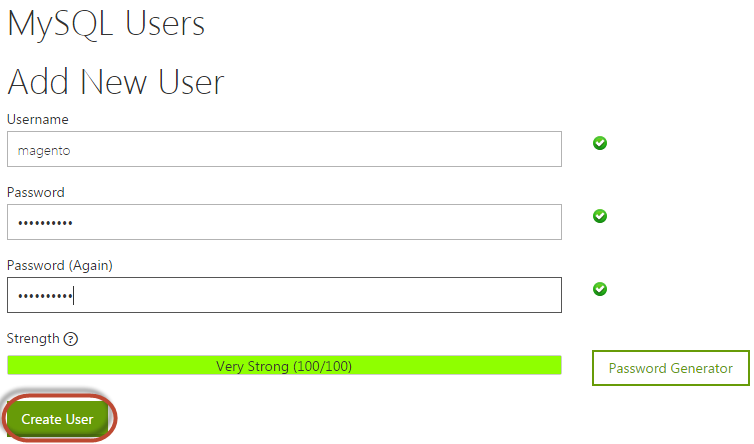 MySQL Users
Add New User
Username
magento
Password
••••••••••
Password (Again)
••••••••••
Strength ?
Very Strong (100/100)
Password Generator
Create User